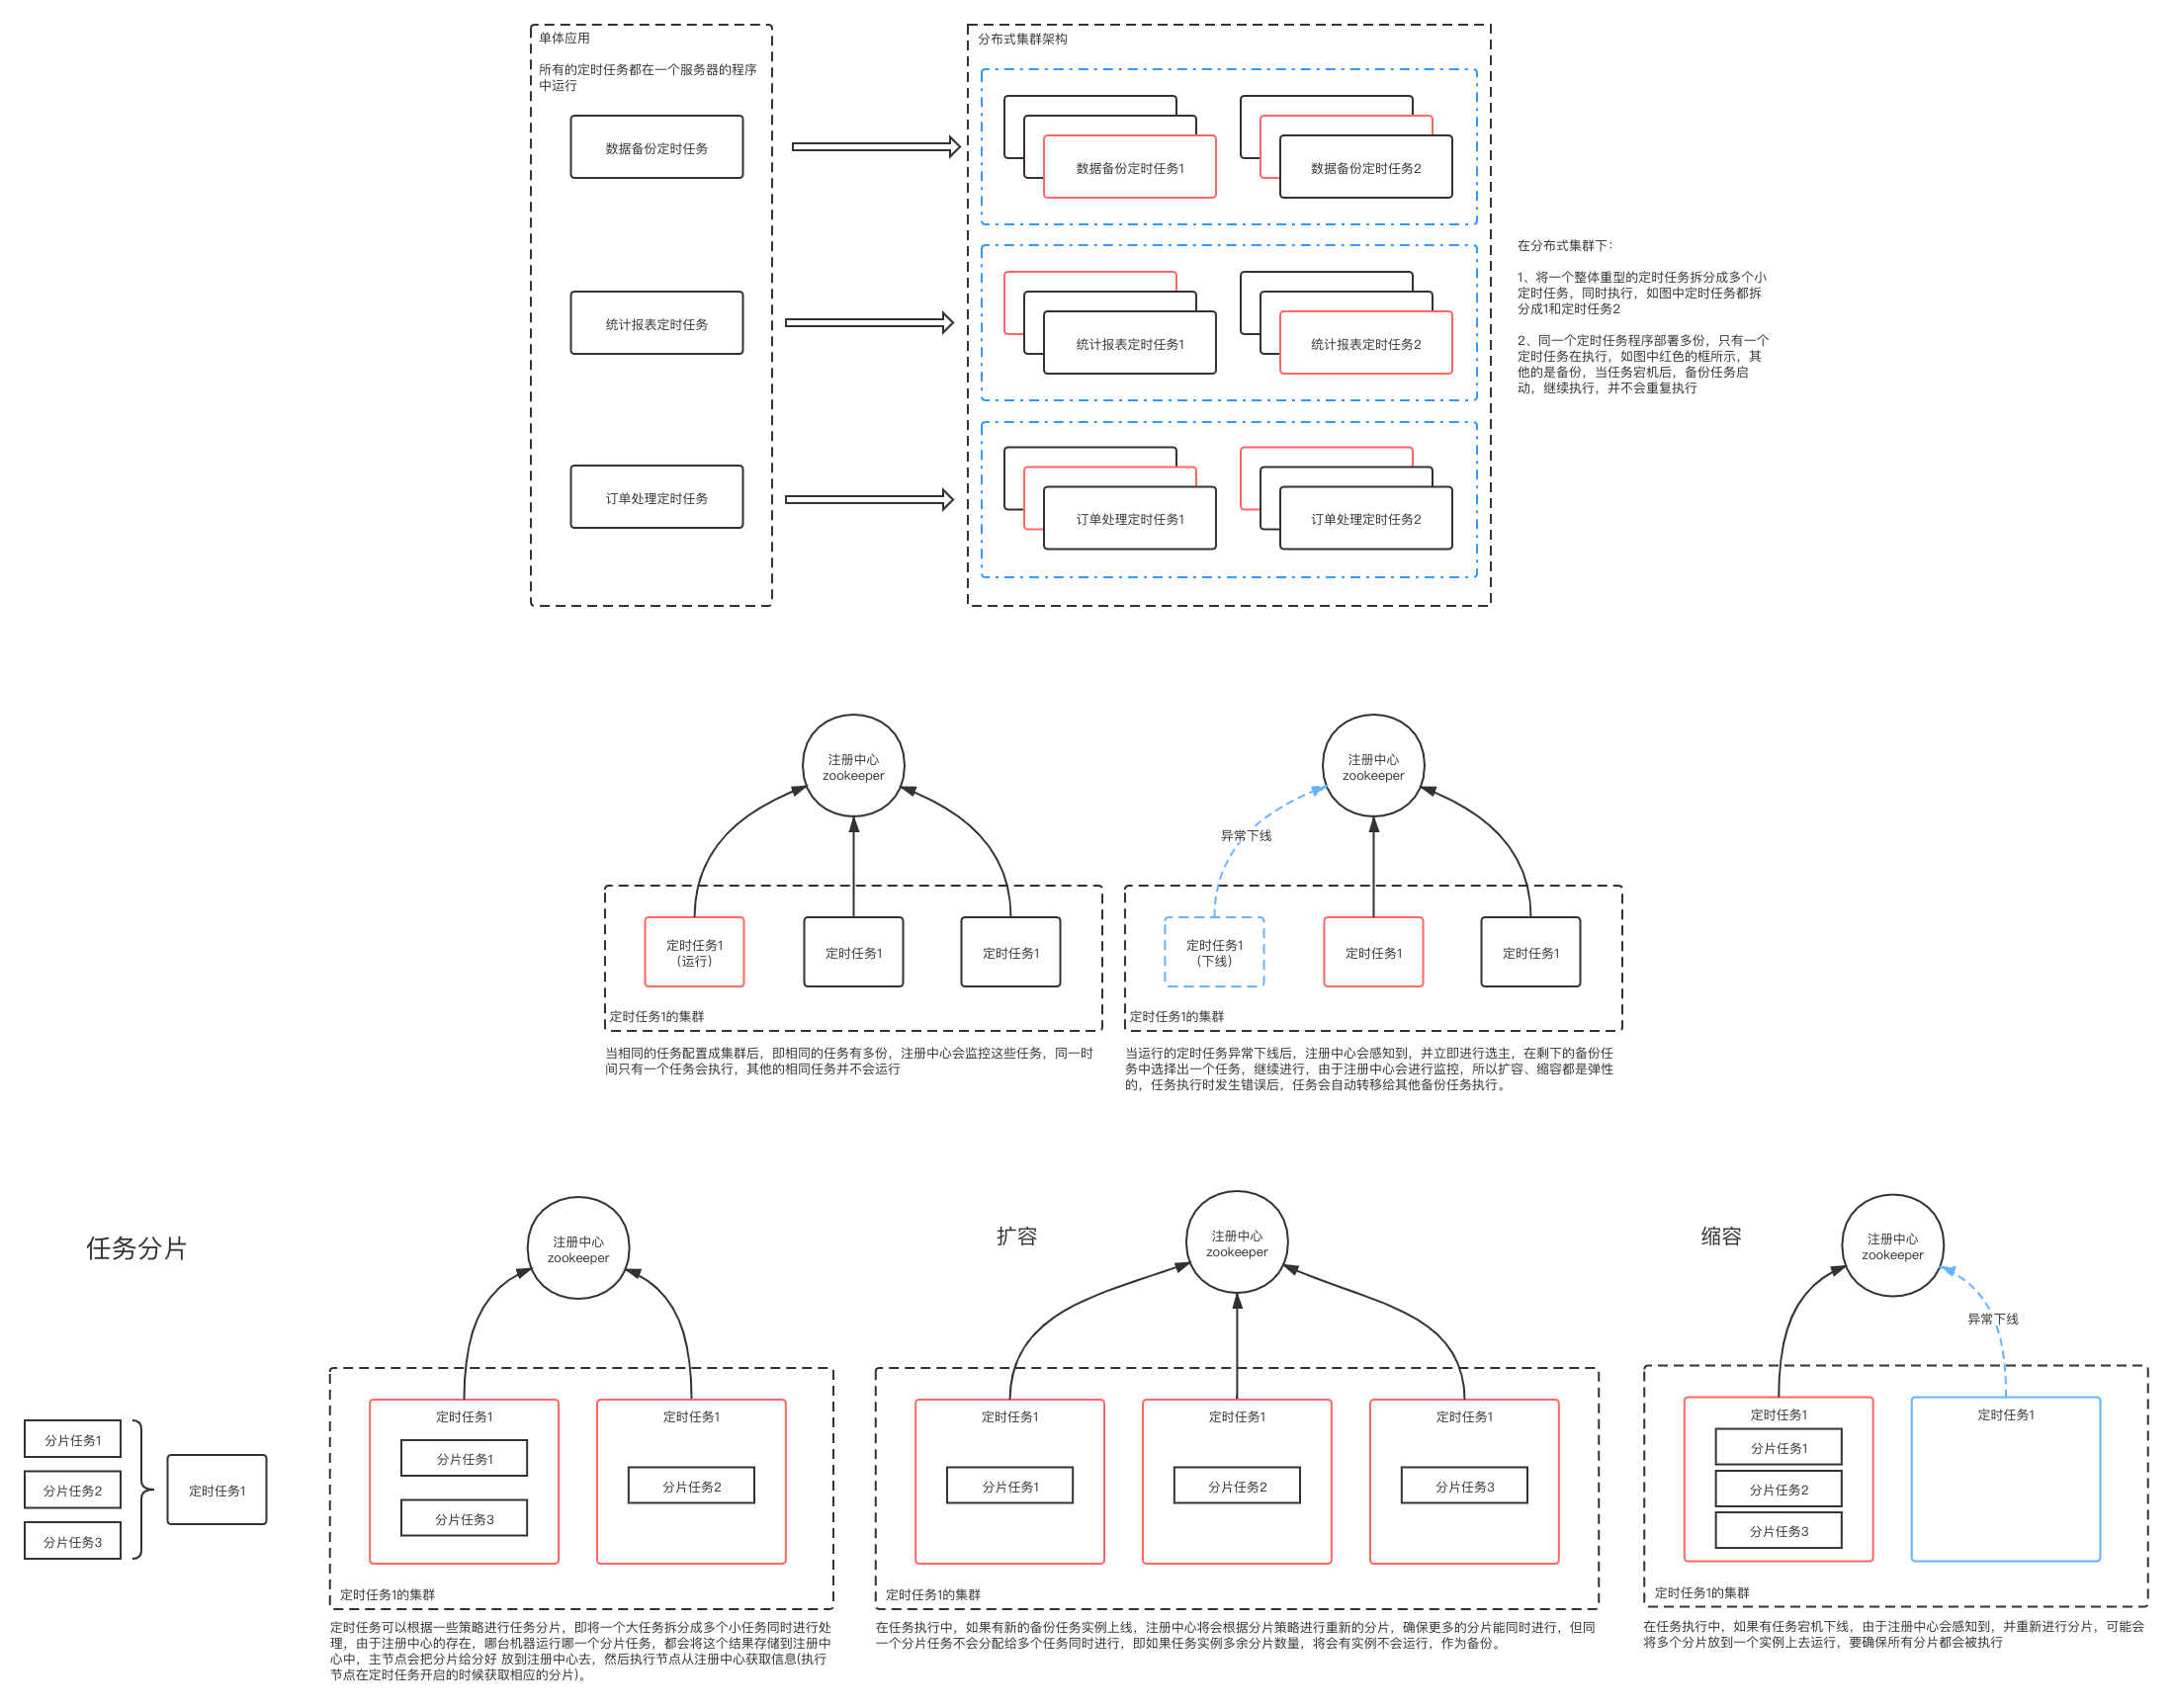 单体应用
所有的定时任务都在一个服务器的程序
中运行
数据备份定时任务
统计报表定时任务
订单处理定时任务
分布式集群架构
数据备份定时任务1
数据备份定时任务2
统计报表定时任务1
统计报表定时任务2
订单处理定时任务1
订单处理定时任务2
在分布式集群下：
1、将一个整体重型的定时任务拆分成多个小
定时任务，同时执行，如图中定时任务都拆
分成1和定时任务2
2、同一个定时任务程序部署多份，只有一个
定时任务在执行，如图中红色的框所示，其
他的是备份，当任务宕机后，备份任务启
动，继续执行，并不会重复执行
注册中心
zookeeper
定时任务1
（运行）
定时任务1
定时任务1
定时任务1的集群
当相同的任务配置成集群后，即相同的任务有多份，注册中心会监控这些任务，同一时
间只有一个任务会执行，其他的相同任务并不会运行
注册中心
zookeeper
异常下线
定时任务1
（下线）
定时任务1
定时任务1
定时任务1的集群
当运行的定时任务异常下线后，注册中心会感知到，并立即进行选主，在剩下的备份任
务中选择出一个任务，继续进行，由于注册中心会进行监控，所以扩容、缩容都是弹性
的，任务执行时发生错误后，任务会自动转移给其他备份任务执行。
任务分片
分片任务1
分片任务2
分片任务3
定时任务1
注册中心
zookeeper
定时任务1
分片任务1
分片任务3
定时任务1
分片任务2
定时任务1的集群
定时任务可以根据一些策略进行任务分片，即将一个大任务拆分成多个小任务同时进行处
理，由于注册中心的存在，哪台机器运行哪一个分片任务，都会将这个结果存储到注册中
心中，主节点会把分片给分好 放到注册中心去，然后执行节点从注册中心获取信息(执行
节点在定时任务开启的时候获取相应的分片)。
扩容
注册中心
zookeeper
定时任务1
分片任务1
定时任务1
分片任务2
定时任务1
分片任务3
定时任务1的集群
在任务执行中，如果有新的备份任务实例上线，注册中心将会根据分片策略进行重新的分片，确保更多的分片能同时进行，但同
一个分片任务不会分配给多个任务同时进行，即如果任务实例多余分片数量，将会有实例不会运行，作为备份。
缩容
注册中心
zookeeper
异常下线
定时任务1
分片任务1
分片任务2
分片任务3
定时任务1
定时任务1的集群
在任务执行中，如果有任务宕机下线，由于注册中心会感知到，并重新进行分片，可能会
将多个分片放到一个实例上去运行，要确保所有分片都会被执行